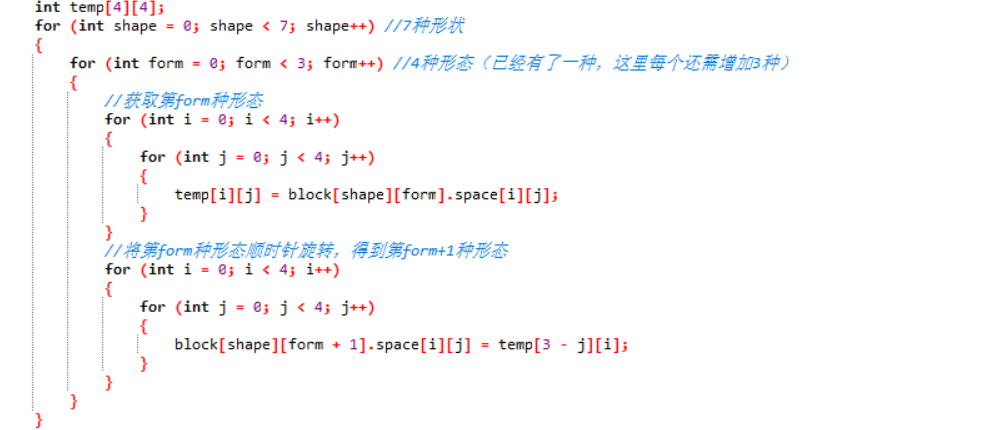 int temp[4][4];
for (int shape = 0; shape < 7; shape++) //7种形状
{
for (int form = 0; form < 3; form++) //4种形态（已经有了一种，这里每个还需增加3种）
{
//获取第form种形态
for (int i = 0; i < 4; i++)
{
for (int j = 0; j < 4; j++)
{
temp[i][j] = block[shape][form].space[i][j];
}
}
//将第form种形态顺时针旋转，得到第form+1种形态
for (int i = 0; i < 4; i++)
{
for (int j = 0; j < 4; j++)
{
block[shape][form + 1].space[i][j] = temp[3 - j][i];
}
}
}
}